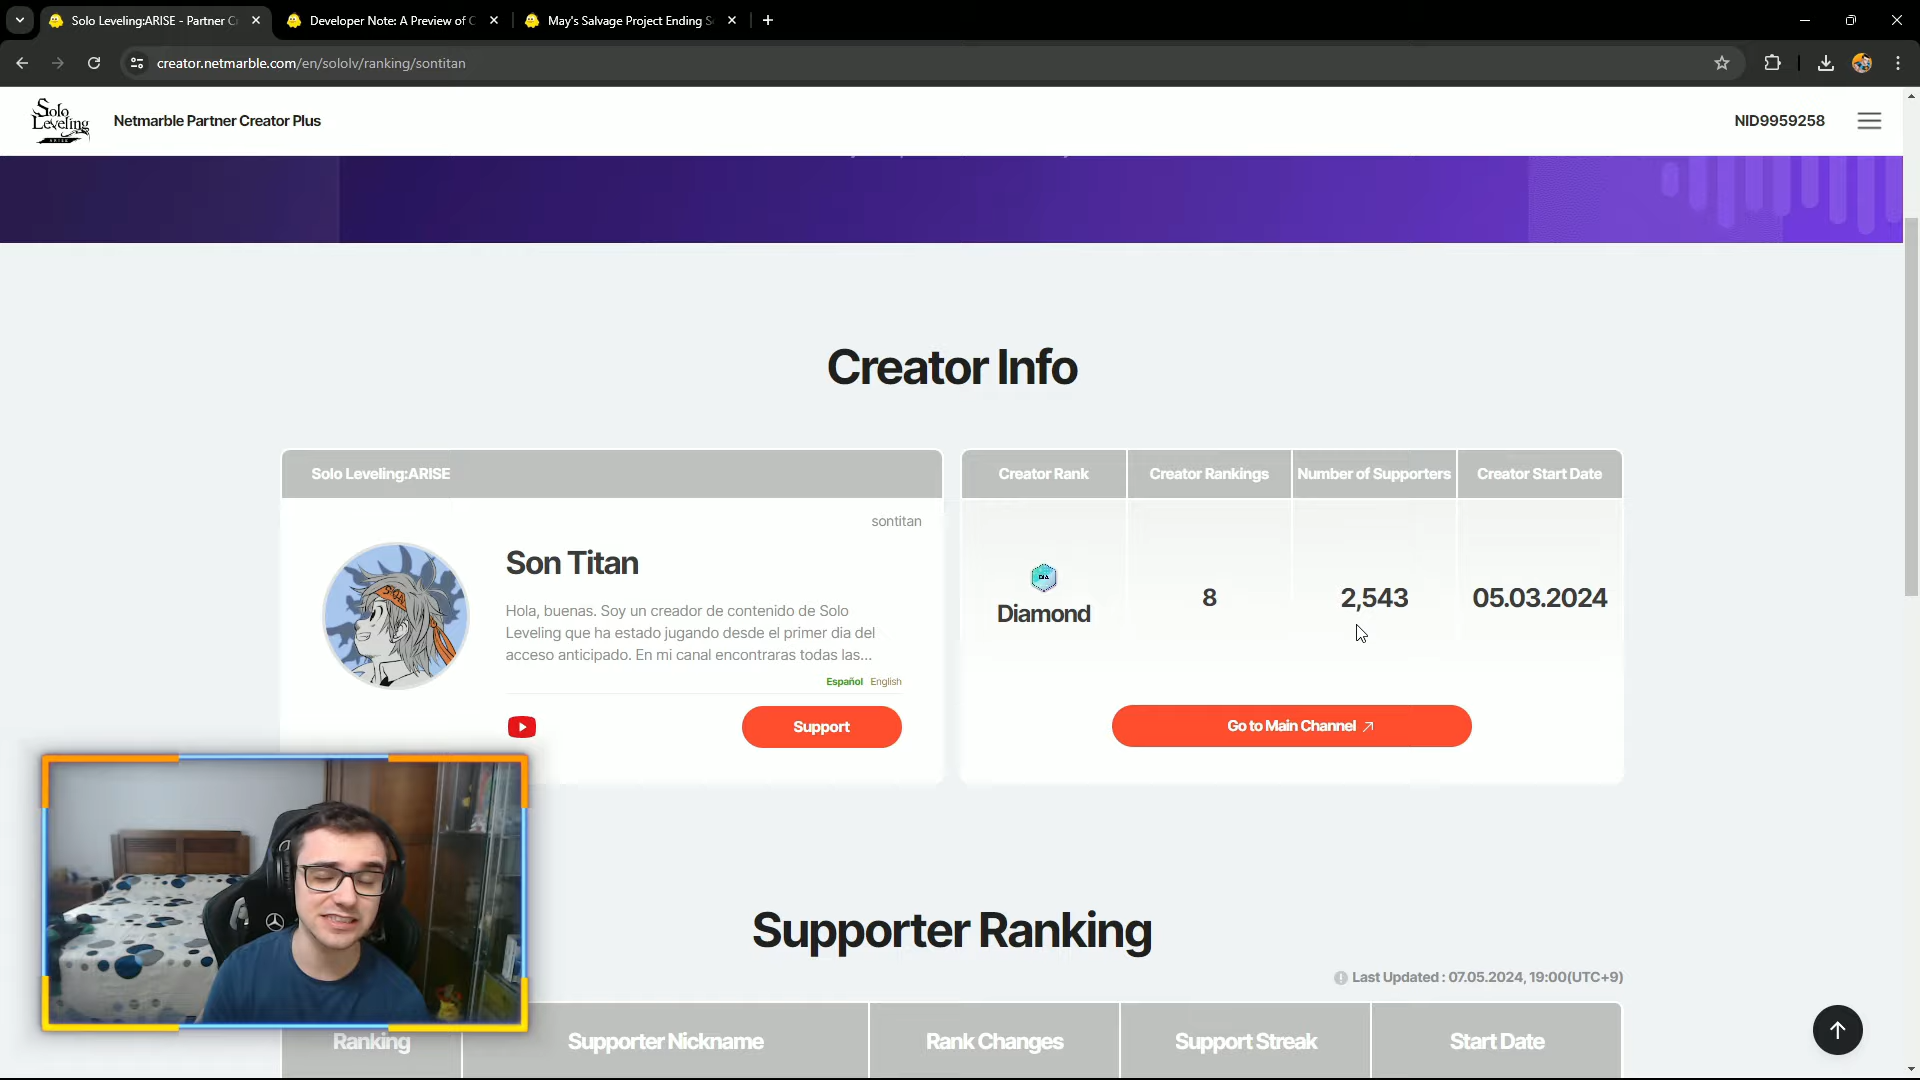 Solo Leveling:ARISE - Partner C
Developer Note: A Preview of C
May's Salvage Project Ending S
creator.netmarble.com/en/sololv/ranking/sontitan
Solo Leveling ARISE
Netmarble Partner Creator Plus
NID9959258
Creator Info
Solo Leveling:ARISE
sontitan
Son Titan
Hola, buenas. Soy un creador de contenido de Solo
Leveling que ha estado jugando desde el primer dia del
acceso anticipado. En mi canal encontraras todas las...
Español English
Support
Creator Rank Creator Rankings Number of Supporters Creator Start Date
DIA
Diamond 8 2,543 05.03.2024
Go to Main Channel
Supporter Ranking
Last Updated : 07.05.2024, 19:00(UTC+9)
Ranking Supporter Nickname Rank Changes Support Streak Start Date